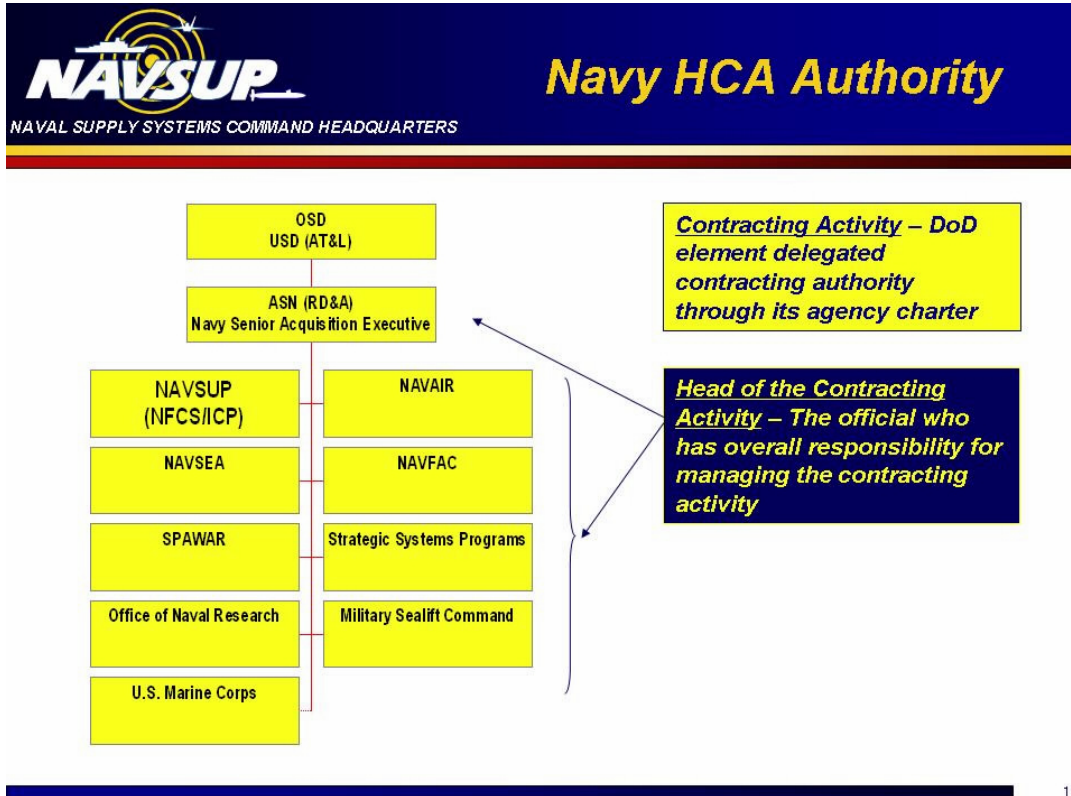 NAVSUP
NAVAL SUPPLY SYSTEMS COMMAND HEADQUARTERS
Navy HCA Authority
OSD
USD (AT&L)
ASN (RD&A)
Navy Senior Acquisition Executive
NAVSUP
(NFCS/ICP)
NAVAIR
NAVSEA
NAVFAC
SPAWAR
Strategic Systems Programs
Office of Naval Research
Military Sealift Command
U.S. Marine Corps
Contracting Activity – DoD
element delegated
contracting authority
through its agency charter
Head of the Contracting
Activity – The official who
has overall responsibility for
managing the contracting
activity
1